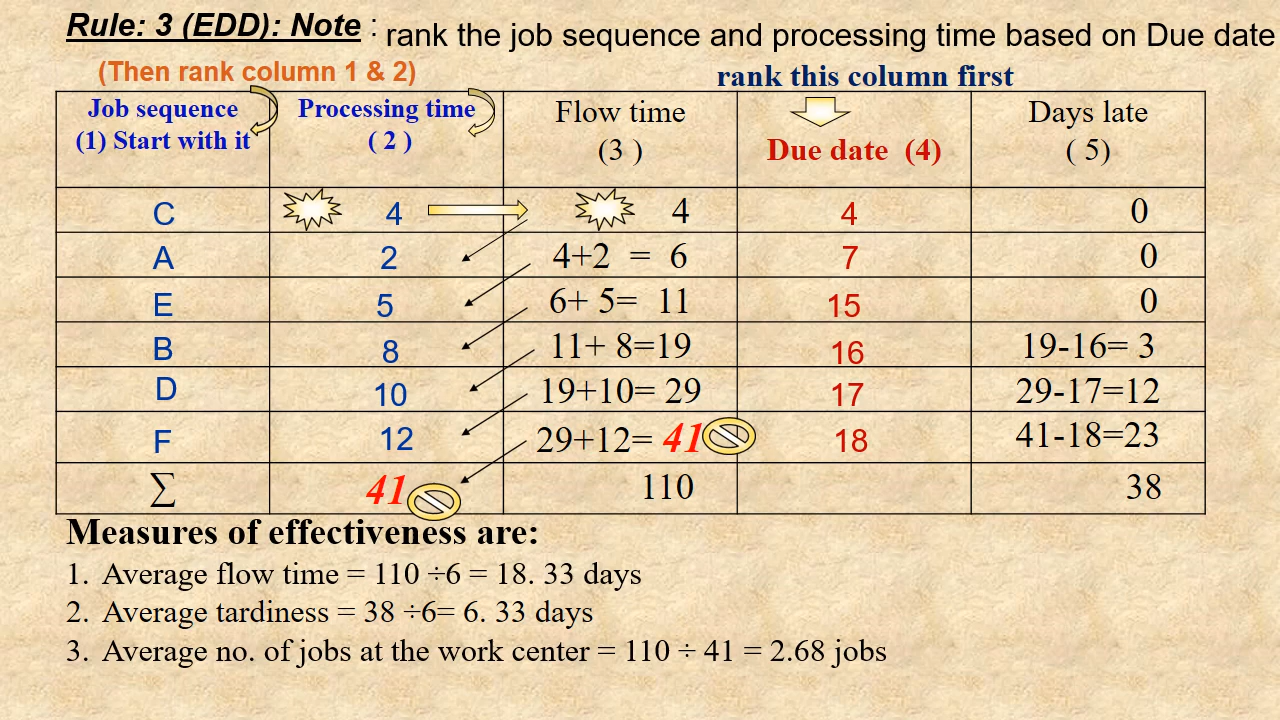 Rule: 3 (EDD): Note : rank the job sequence and processing time based on Due date
(Then rank column 1 & 2) rank this column first
Job sequence Processing time Flow time Days late
(1) Start with it ( 2 ) (3 ) Due date (4) ( 5)
C 4 4 4 0
A 2 4+2 = 6 7 0
E 5 6+ 5= 11 15 0
B 8 11+ 8=19 16 19-16= 3
D 10 19+10= 29 17 29-17=12
F 12 29+12= 41 18 41-18=23
∑ 41 110 38
Measures of effectiveness are:
1. Average flow time = 110 ÷6 = 18. 33 days
2. Average tardiness = 38 ÷6= 6. 33 days
3. Average no. of jobs at the work center = 110 ÷ 41 = 2.68 jobs